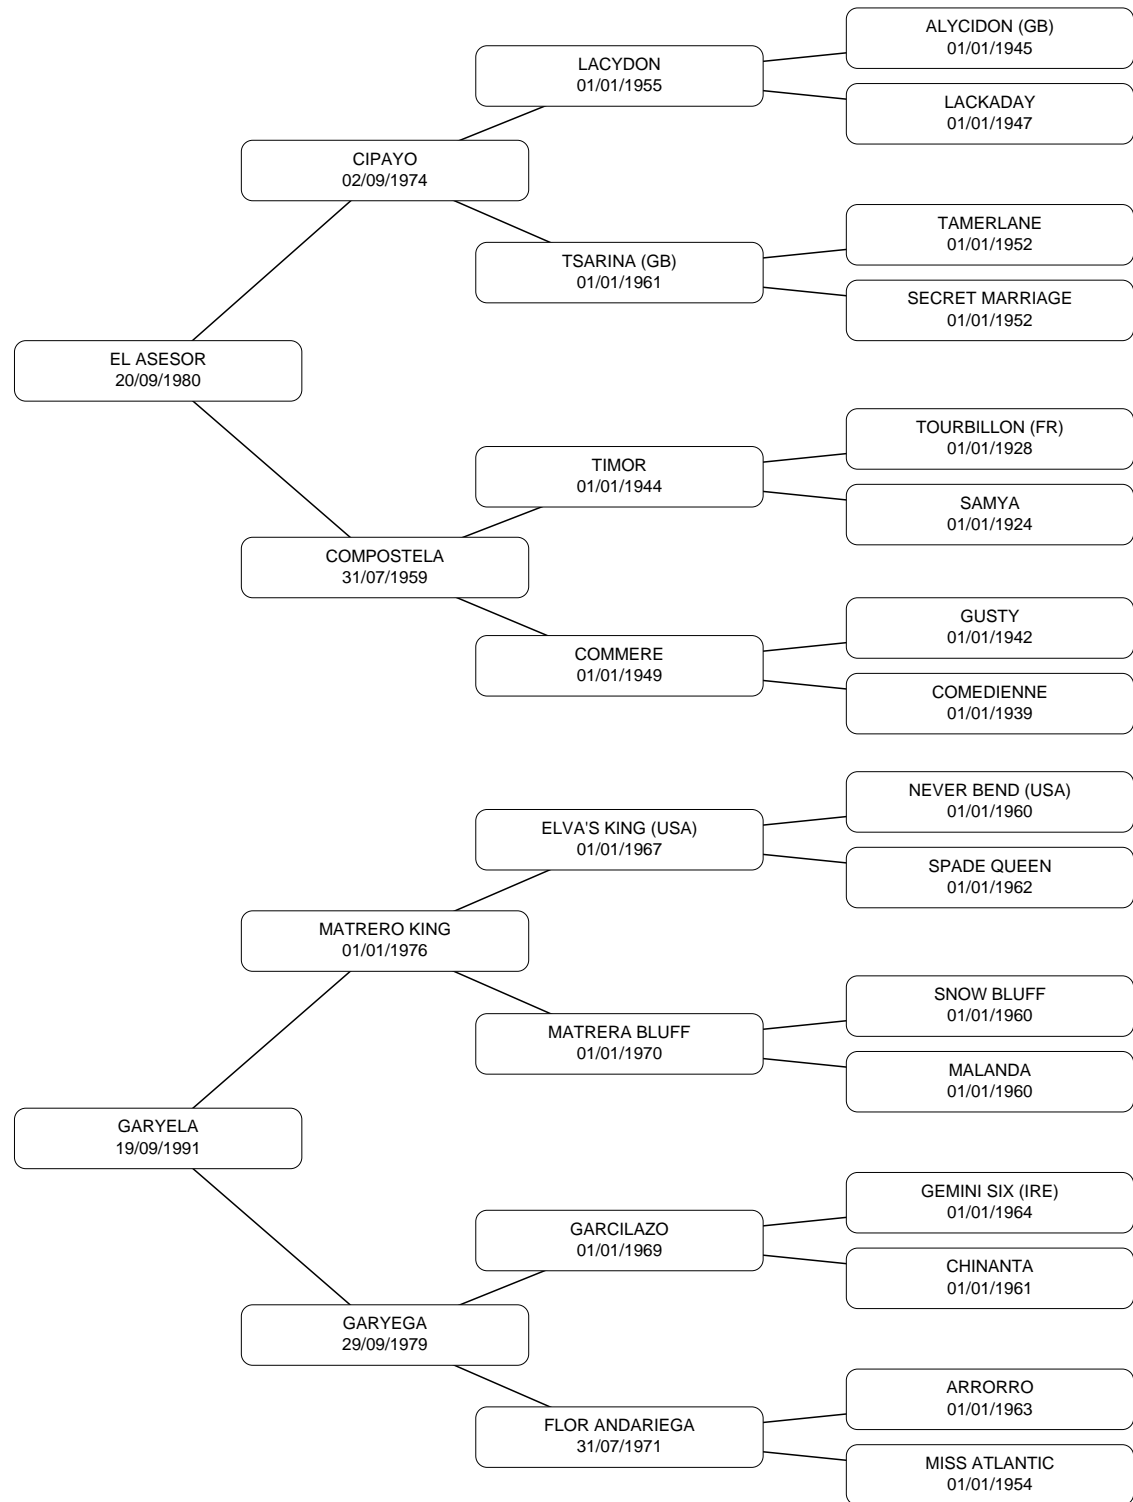 ALYCIDON (GB)
01/01/1945
LACYDON
01/01/1955
LACKADAY
01/01/1947
CIPAYO
02/09/1974
TAMERLANE
01/01/1952
TSARINA (GB)
01/01/1961
SECRET MARRIAGE
01/01/1952
EL ASESOR
20/09/1980
TOURBILLON (FR)
01/01/1928
TIMOR
01/01/1944
SAMYA
01/01/1924
COMPOSTELA
31/07/1959
GUSTY
01/01/1942
COMMERE
01/01/1949
COMEDIENNE
01/01/1939
NEVER BEND (USA)
01/01/1960
ELVA'S KING (USA)
01/01/1967
SPADE QUEEN
01/01/1962
MATRERO KING
01/01/1976
SNOW BLUFF
01/01/1960
MATRERA BLUFF
01/01/1970
MALANDA
01/01/1960
GARYELA
19/09/1991
GEMINI SIX (IRE)
01/01/1964
GARCILAZO
01/01/1969
CHINANTA
01/01/1961
GARYEGA
29/09/1979
ARRORRO
01/01/1963
FLOR ANDARIEGA
31/07/1971
MISS ATLANTIC
01/01/1954